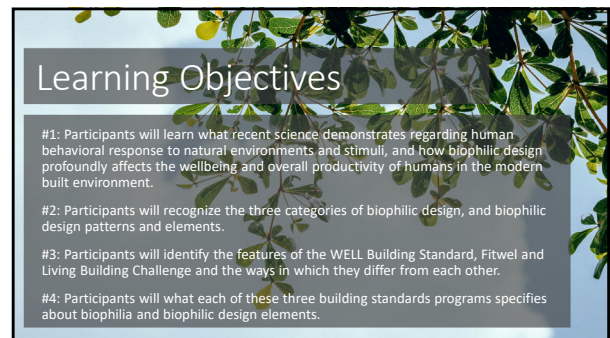 Learning Objectives
#1: Participants will learn what recent science demonstrates regarding human
behavioral response to natural environments and stimuli, and how biophilic design
profoundly affects the wellbeing and overall productivity of humans in the modern
built environment.
#2: Participants will recognize the three categories of biophilic design, and biophilic
design patterns and elements.
#3: Participants will identify the features of the WELL Building Standard, Fitwel and
Living Building Challenge and the ways in which they differ from each other.
#4: Participants will what each of these three building standards programs specifies
about biophilia and biophilic design elements.